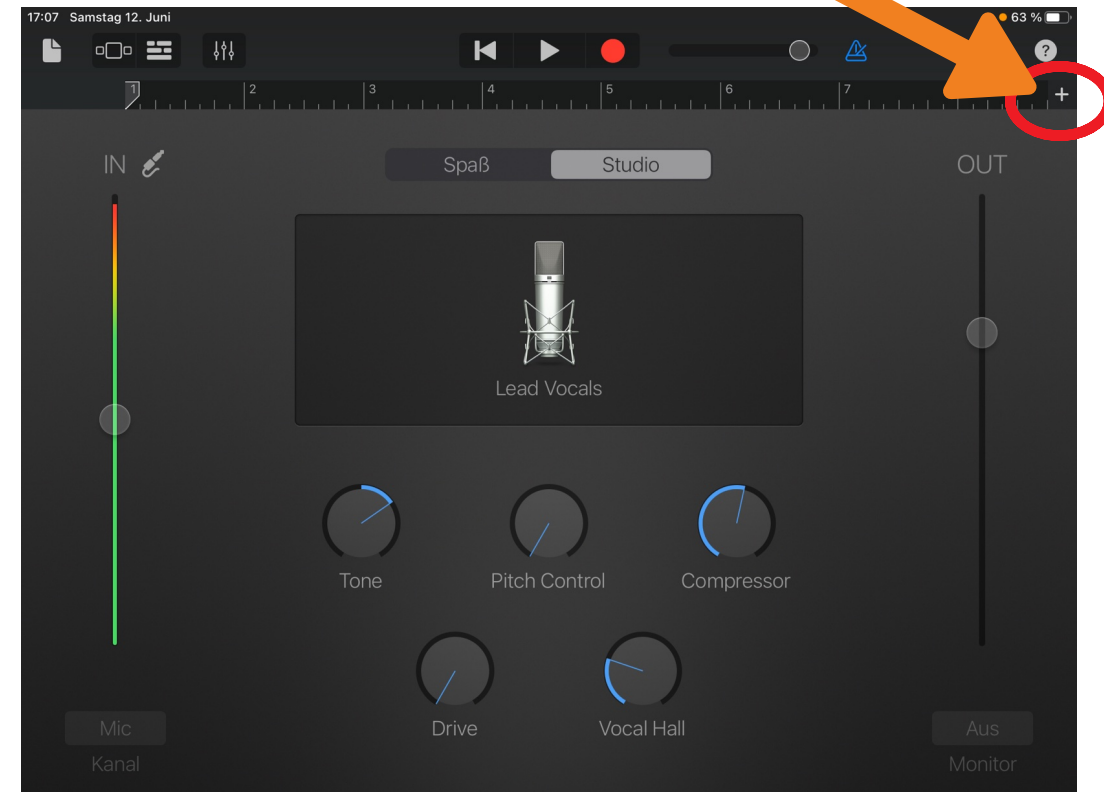 17:07 Samstag 12. Juni
63 %
?
1 2 3 4 5 6 7
+
IN
Spaß Studio
OUT
Lead Vocals
Tone Pitch Control Compressor
Drive Vocal Hall
Mic
Aus
Kanal
Monitor